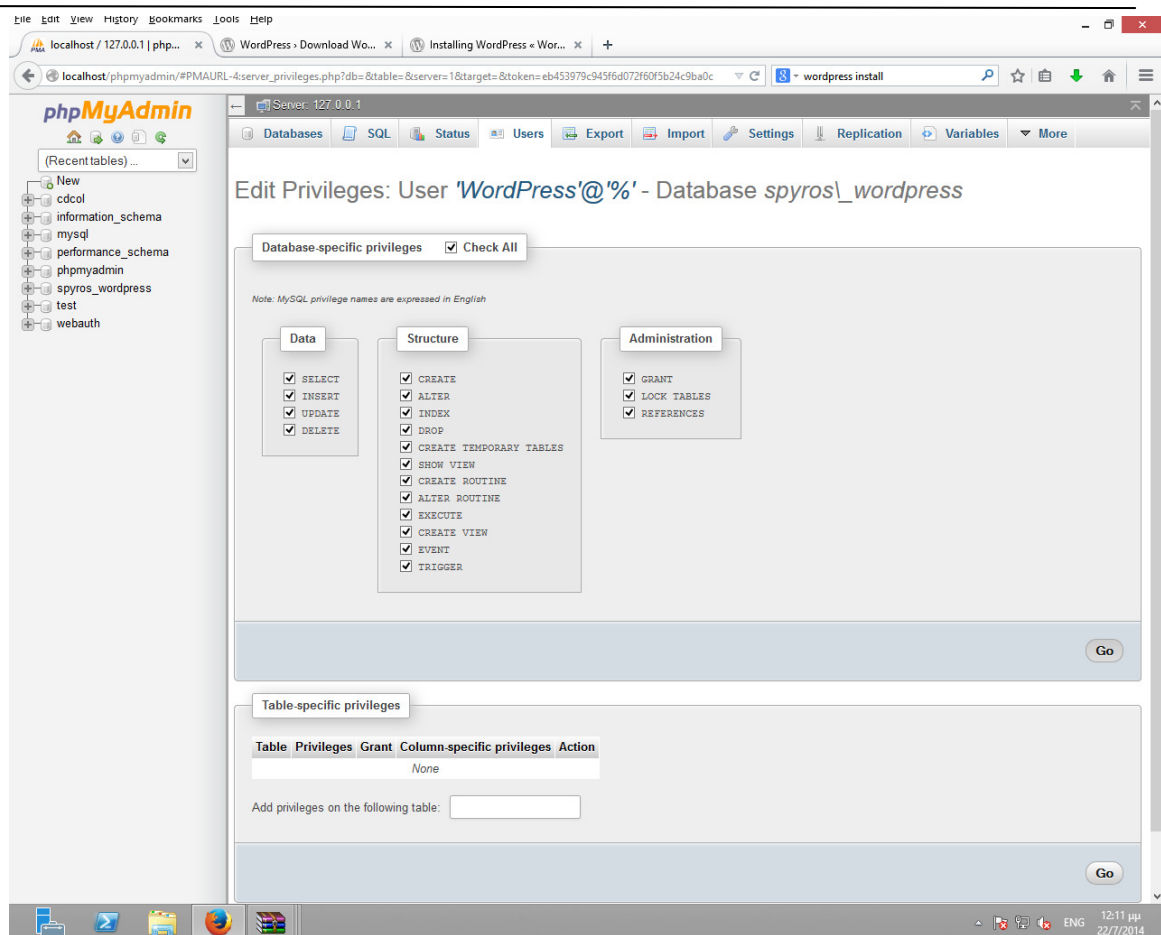 File Edit View History Bookmarks Tools Help
localhost / 127.0.0.1 | php... × WordPress › Download Wo... × Installing WordPress « Wor... × +
localhost/phpmyadmin/#PMAURL-4:server_privileges.php?db=&table=&server=1&target=&token=eb453979c945f6d072f60f5b24c9ba0c wordpress install
phpMyAdmin
(Recent tables) ...
New
cdcol
information_schema
mysql
performance_schema
phpmyadmin
spyros_wordpress
test
webauth
Server: 127.0.0.1
Databases SQL Status Users Export Import Settings Replication Variables More
Edit Privileges: User 'WordPress'@'%' - Database spyros\_wordpress
Database-specific privileges Check All
Note: MySQL privilege names are expressed in English
Data
SELECT
INSERT
UPDATE
DELETE
Structure
CREATE
ALTER
INDEX
DROP
CREATE TEMPORARY TABLES
SHOW VIEW
CREATE ROUTINE
ALTER ROUTINE
EXECUTE
CREATE VIEW
EVENT
TRIGGER
Administration
GRANT
LOCK TABLES
REFERENCES
Go
Table-specific privileges
Table Privileges Grant Column-specific privileges Action
None
Add privileges on the following table:
Go
ENG 12:11 μμ
22/7/2014